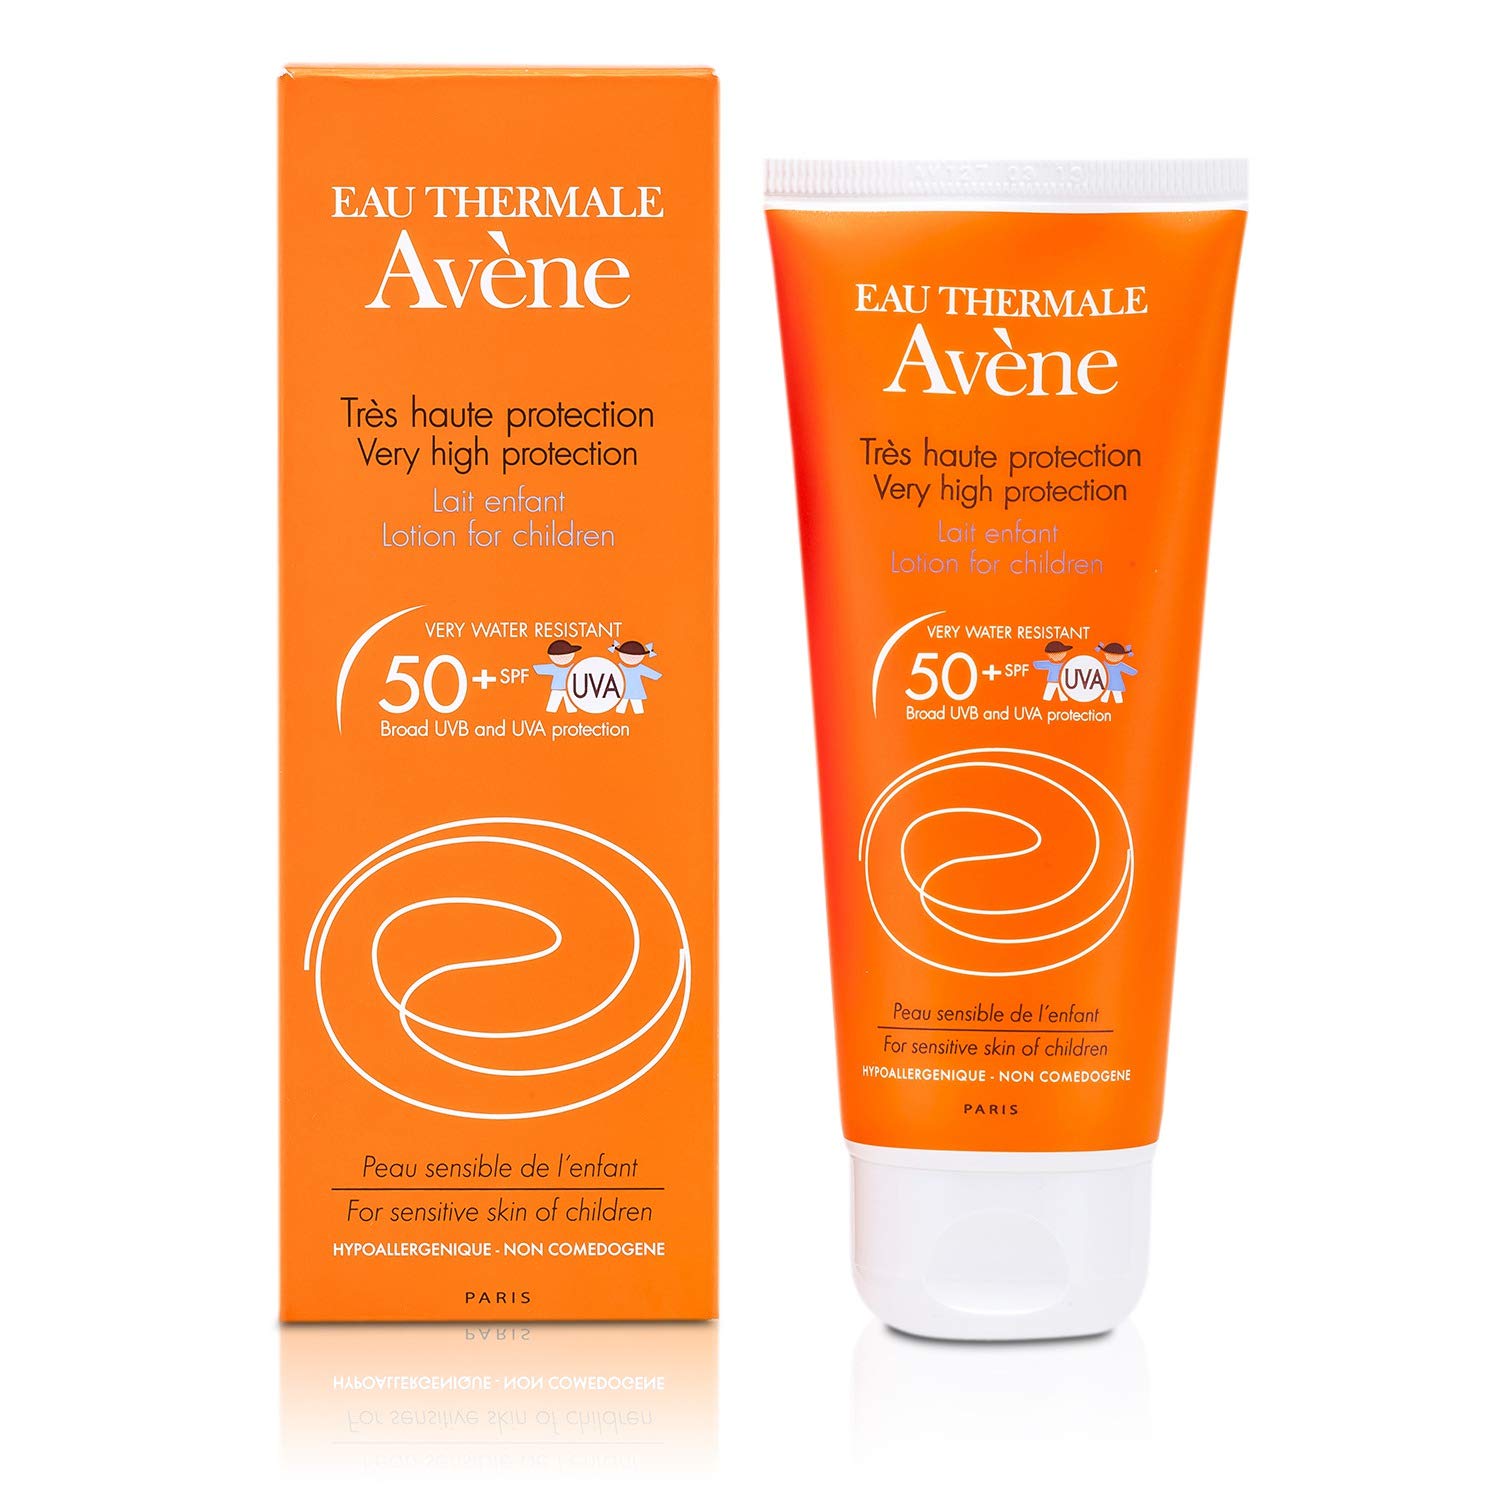 EAU THERMALE
Avène
Très haute protection
Very high protection
Lait enfant
Lotion for children
VERY WATER RESISTANT
50+ SPF UVA
Broad UVB and UVA protection
Peau sensible de l'enfant
For sensitive skin of children
HYPOALLERGENIQUE - NON COMEDOGENE
PARIS
EAU THERMALE
Avène
Très haute protection
Very high protection
Lait enfant
Lotion for children
VERY WATER RESISTANT
50+ SPF UVA
Broad UVB and UVA protection
Peau sensible de l'enfant
For sensitive skin of children
HYPOALLERGENIQUE - NON COMEDOGENE
PARIS